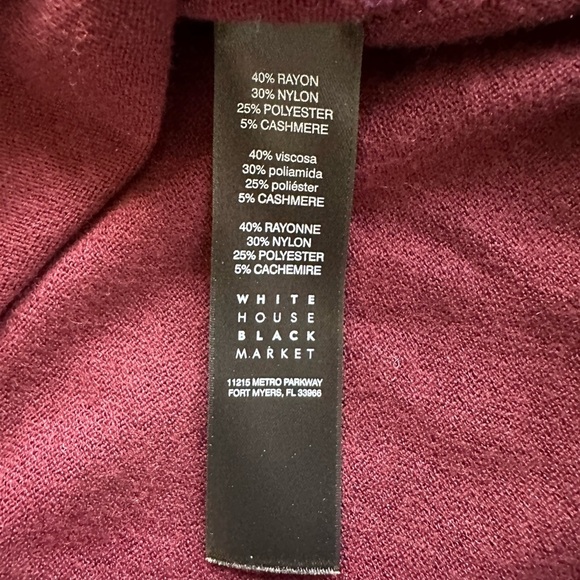 40% RAYON
30% NYLON
25% POLYESTER
5% CASHMERE
40% viscosa
30% poliamida
25% poliéster
5% CASHMERE
40% RAYONNE
30% NYLON
25% POLYESTER
5% CACHEMIRE
WHITE
HOUSE
BLACK
MARKET
11215 METRO PARKWAY
FORT MYERS, FL 33966